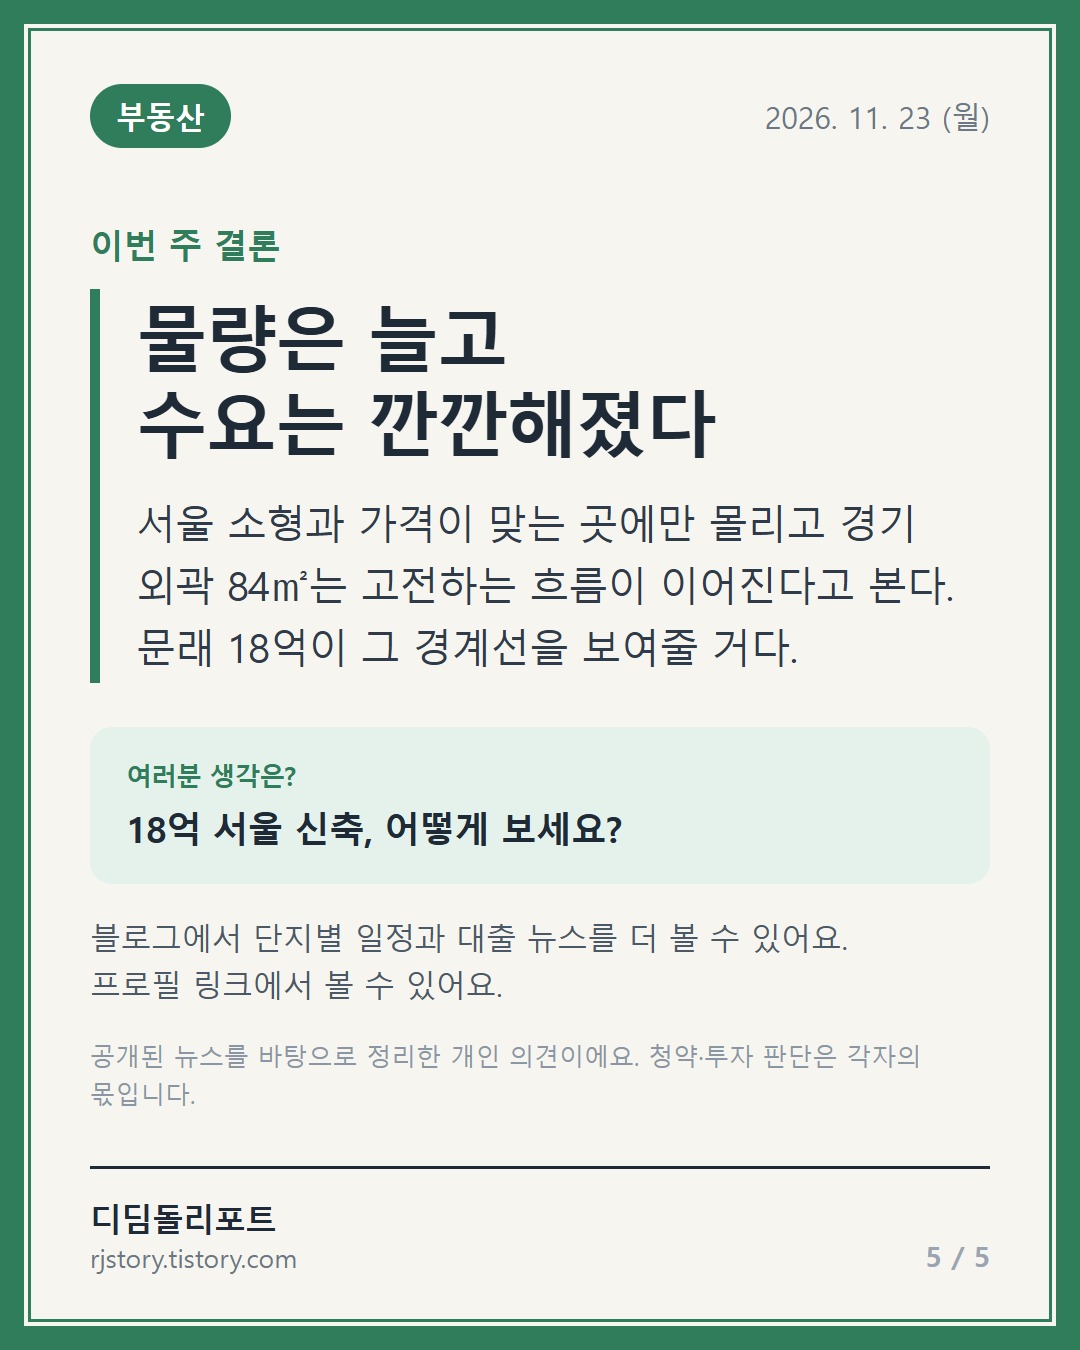 부동산
2026. 11. 23 (월)
이번 주 결론
물량은 늘고
수요는 깐깐해졌다
서울 소형과 가격이 맞는 곳에만 몰리고 경기
외곽 84㎡는 고전하는 흐름이 이어진다고 본다.
문래 18억이 그 경계선을 보여줄 거다.
여러분 생각은?
18억 서울 신축, 어떻게 보세요?
블로그에서 단지별 일정과 대출 뉴스를 더 볼 수 있어요.
프로필 링크에서 볼 수 있어요.
공개된 뉴스를 바탕으로 정리한 개인 의견이에요. 청약·투자 판단은 각자의
몫입니다.
디딤돌리포트
rjstory.tistory.com
5 / 5